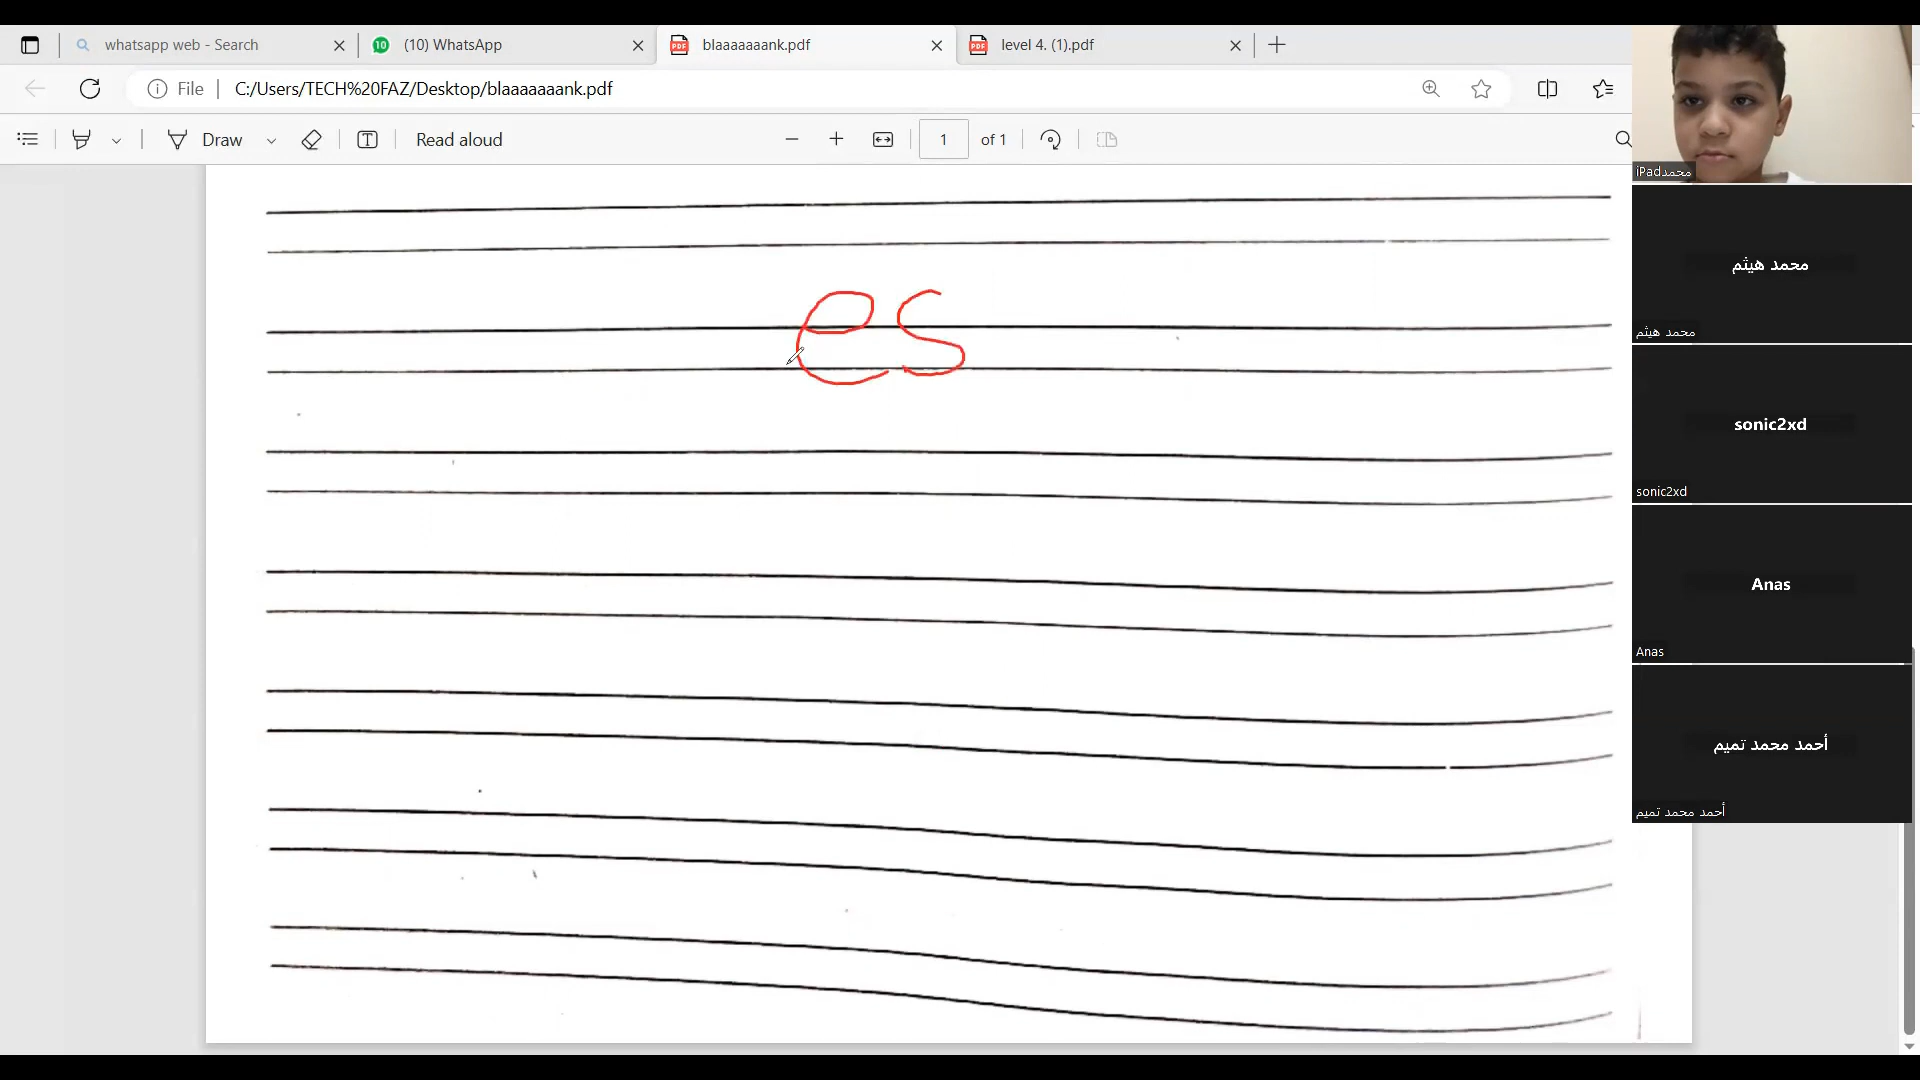 whatsapp web - Search
(10) WhatsApp
blaaaaaaank.pdf
level 4. (1).pdf
File
C:/Users/TECH%20FAZ/Desktop/blaaaaaaank.pdf
Draw
Read aloud
1 of 1
es
iPadمحمد
محمد هيثم
محمد هيثم
sonic2xd
sonic2xd
Anas
Anas
أحمد محمد تميم
أحمد محمد تميم